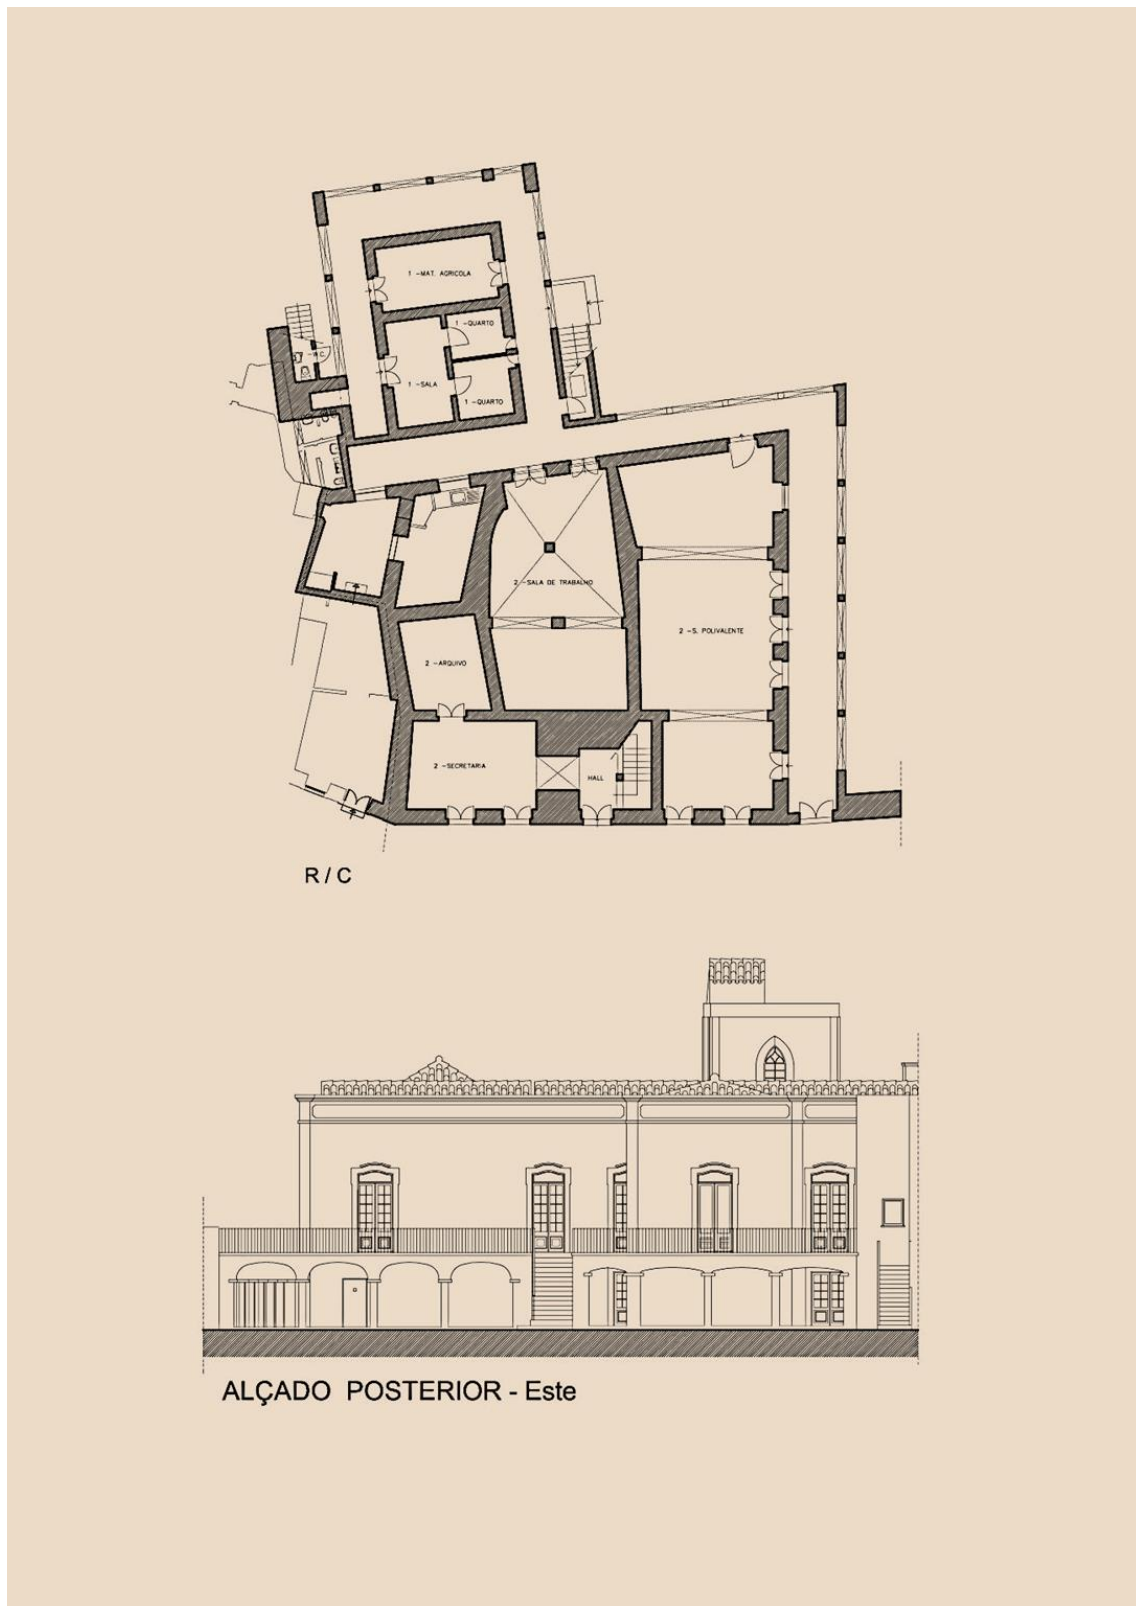 1 -MAT. AGRICOLA
1 -QUARTO
1 -SALA
1 -QUARTO
2 -SALA DE TRABALHO
2 -S. POLIVALENTE
2 -ARQUIVO
2 -SECRETARIA
HALL
R / C
ALÇADO POSTERIOR - Este